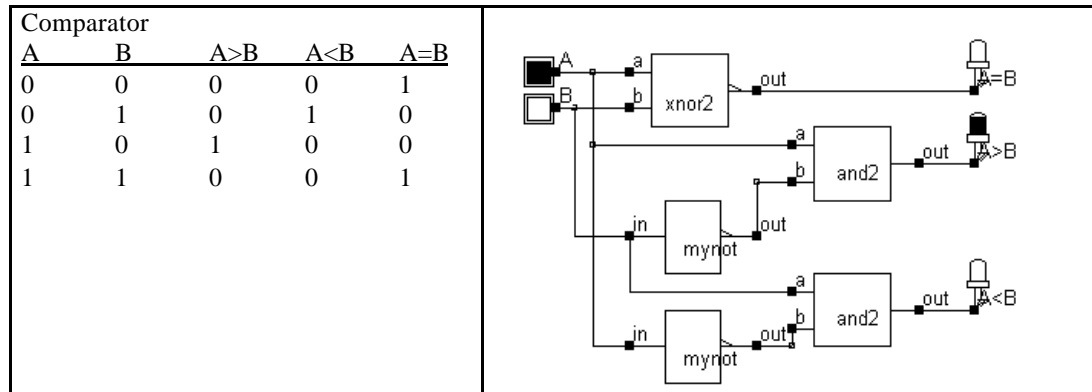 Comparator
A B A>B A<B A=B
0 0 0 0 1
0 1 0 1 0
1 0 1 0 0
1 1 0 0 1
A
a
out
A=B
B
b
xnor2
a
out
A>B
b
and2
in
out
mynot
a
out
A<B
b
and2
in
out
mynot